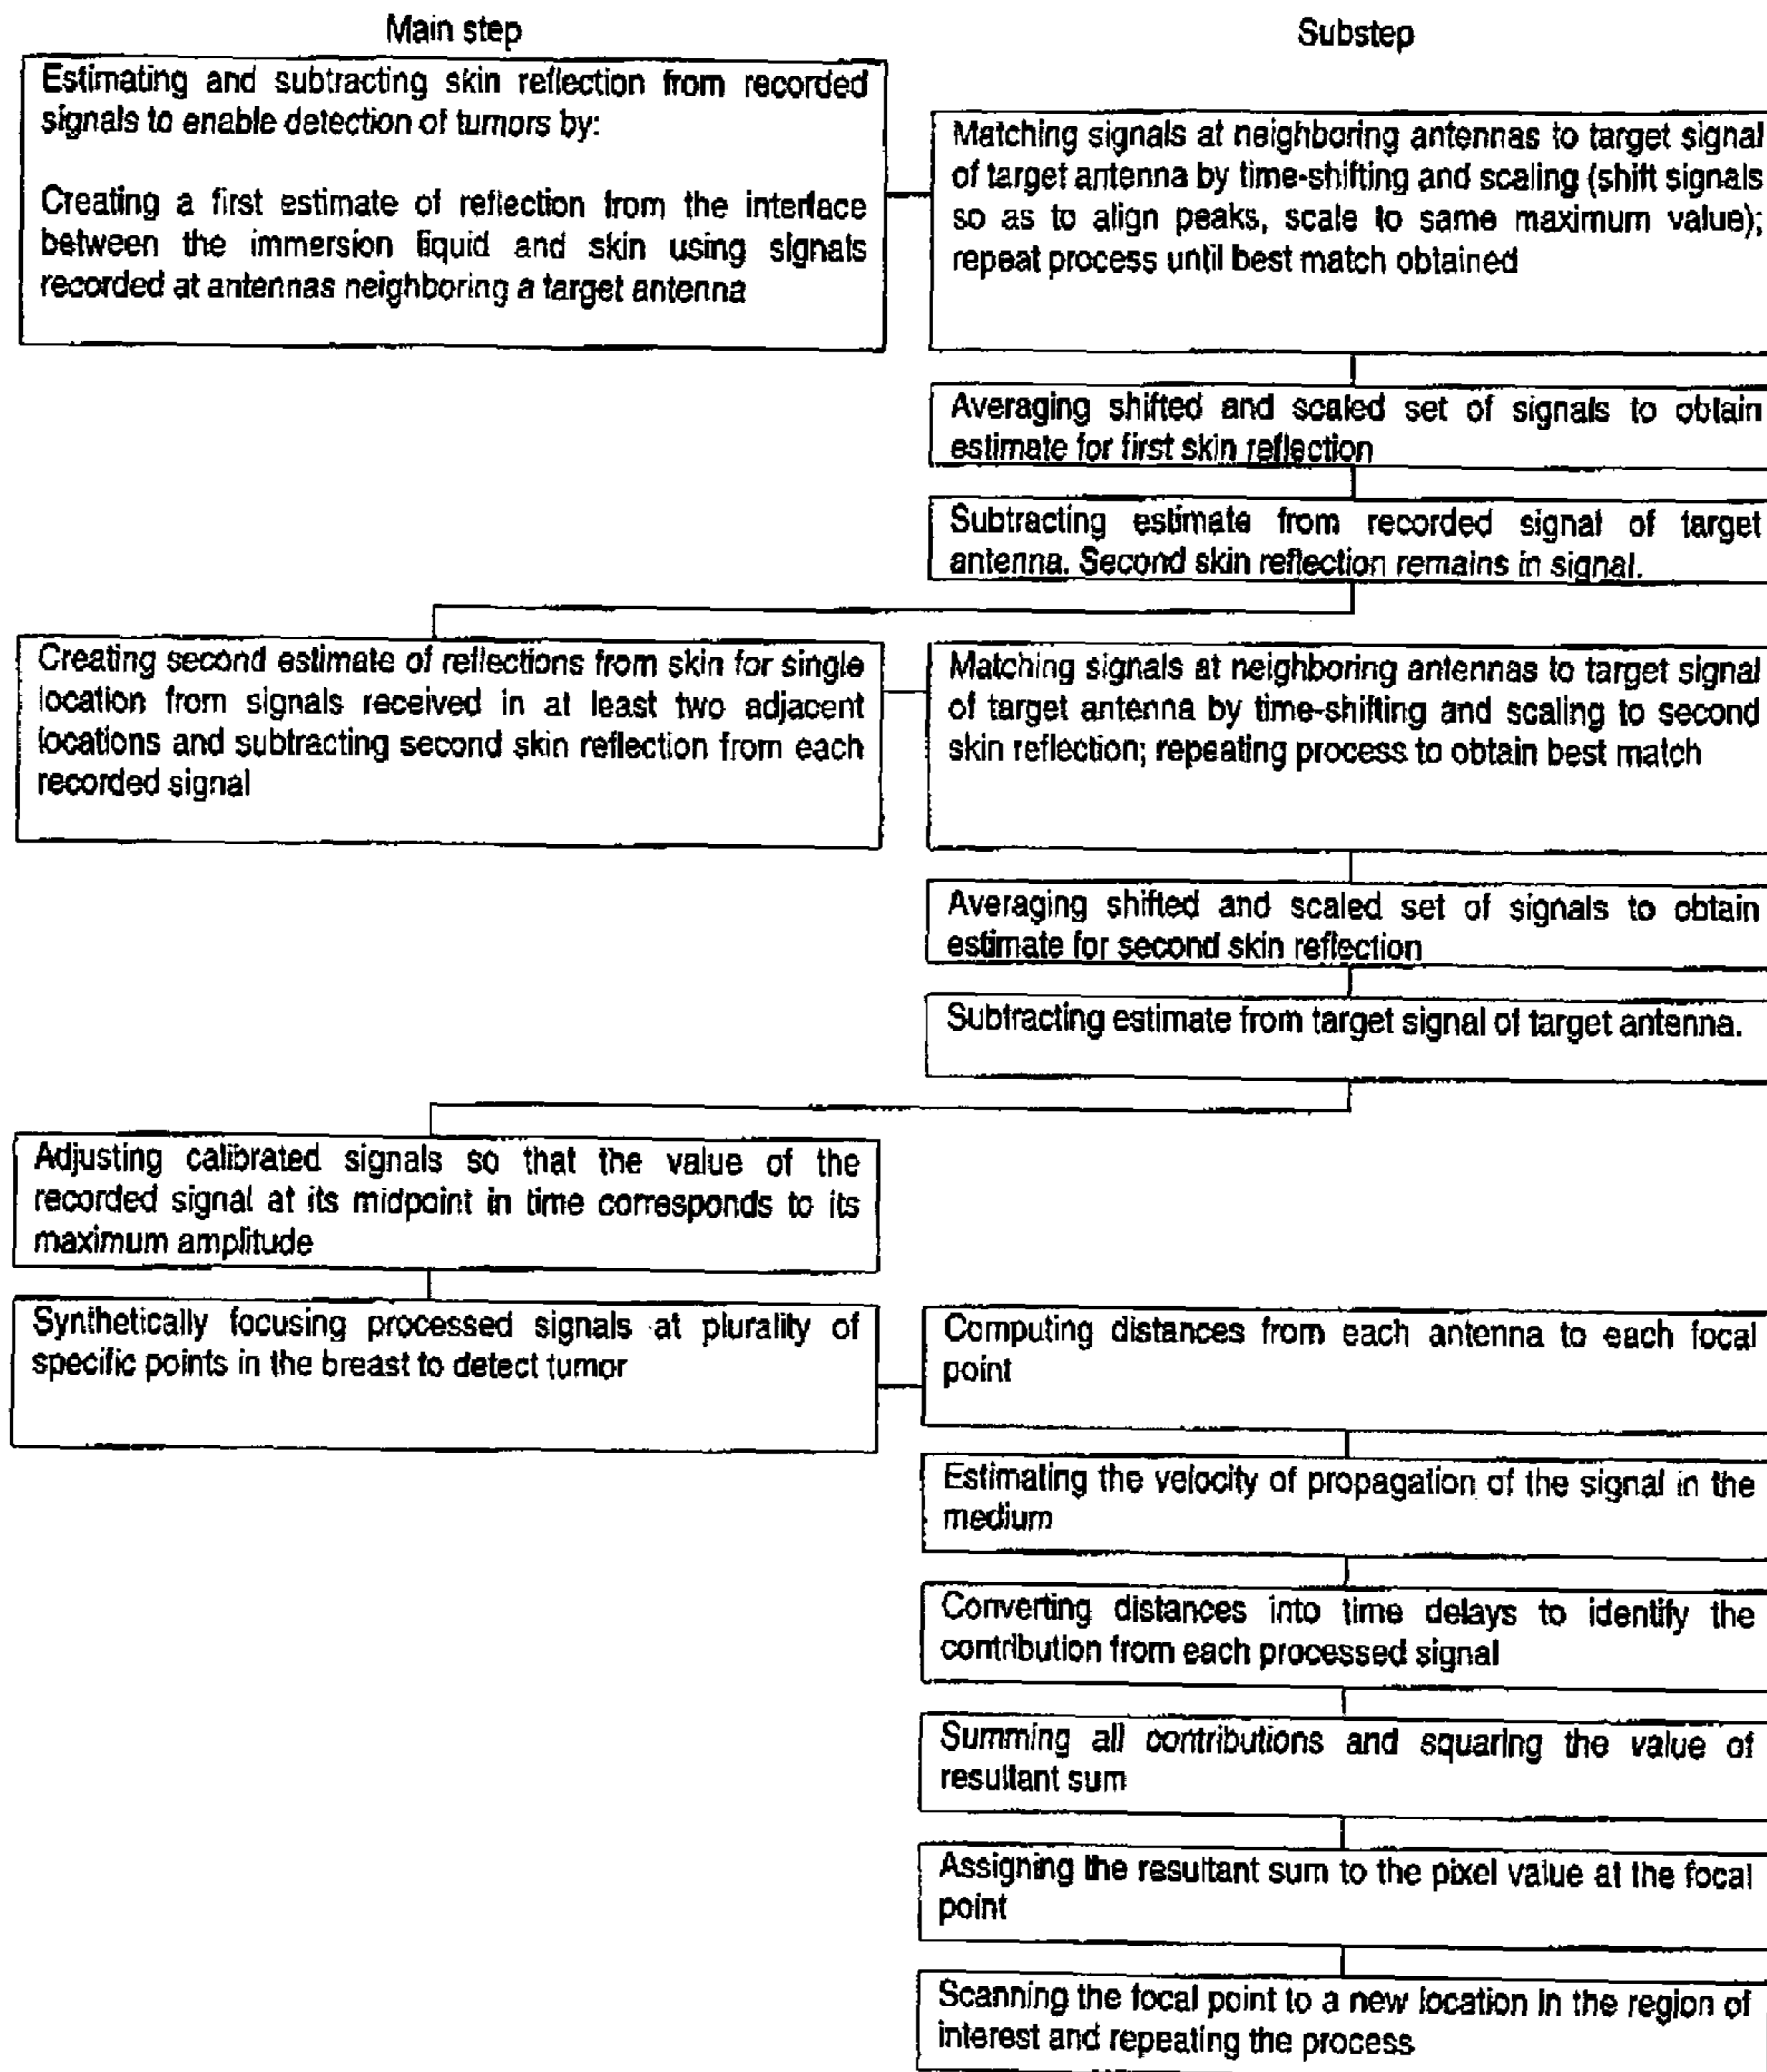 Main step
Substep
Estimating and subtracting skin reflection from recorded
signals to enable detection of tumors by:
Creating a first estimate of reflection from the interface
between the immersion liquid and skin using signals
recorded at antennas neighboring a target antenna
Matching signals at neighboring antennas to target signal
of target antenna by time-shifting and scaling (shift signals
so as to align peaks, scale to same maximum value);
repeat process until best match obtained
Averaging shifted and scaled set of signals to obtain
estimate for first skin reflection
Subtracting estimate from recorded signal of target
antenna. Second skin reflection remains in signal.
Creating second estimate of reflections from skin for single
location from signals received in at least two adjacent
locations and subtracting second skin reflection from each
recorded signal
Matching signals at neighboring antennas to target signal
of target antenna by time-shifting and scaling to second
skin reflection; repeating process to obtain best match
Averaging shifted and scaled set of signals to obtain
estimate for second skin reflection
Subtracting estimate from target signal of target antenna.
Adjusting calibrated signals so that the value of the
recorded signal at its midpoint in time corresponds to its
maximum amplitude
Synthetically focusing processed signals at plurality of
specific points in the breast to detect tumor
Computing distances from each antenna to each focal
point
Estimating the velocity of propagation of the signal in the
medium
Converting distances into time delays to identify the
contribution from each processed signal
Summing all contributions and squaring the value of
resultant sum
Assigning the resultant sum to the pixel value at the focal
point
Scanning the focal point to a new location in the region of
interest and repeating the process